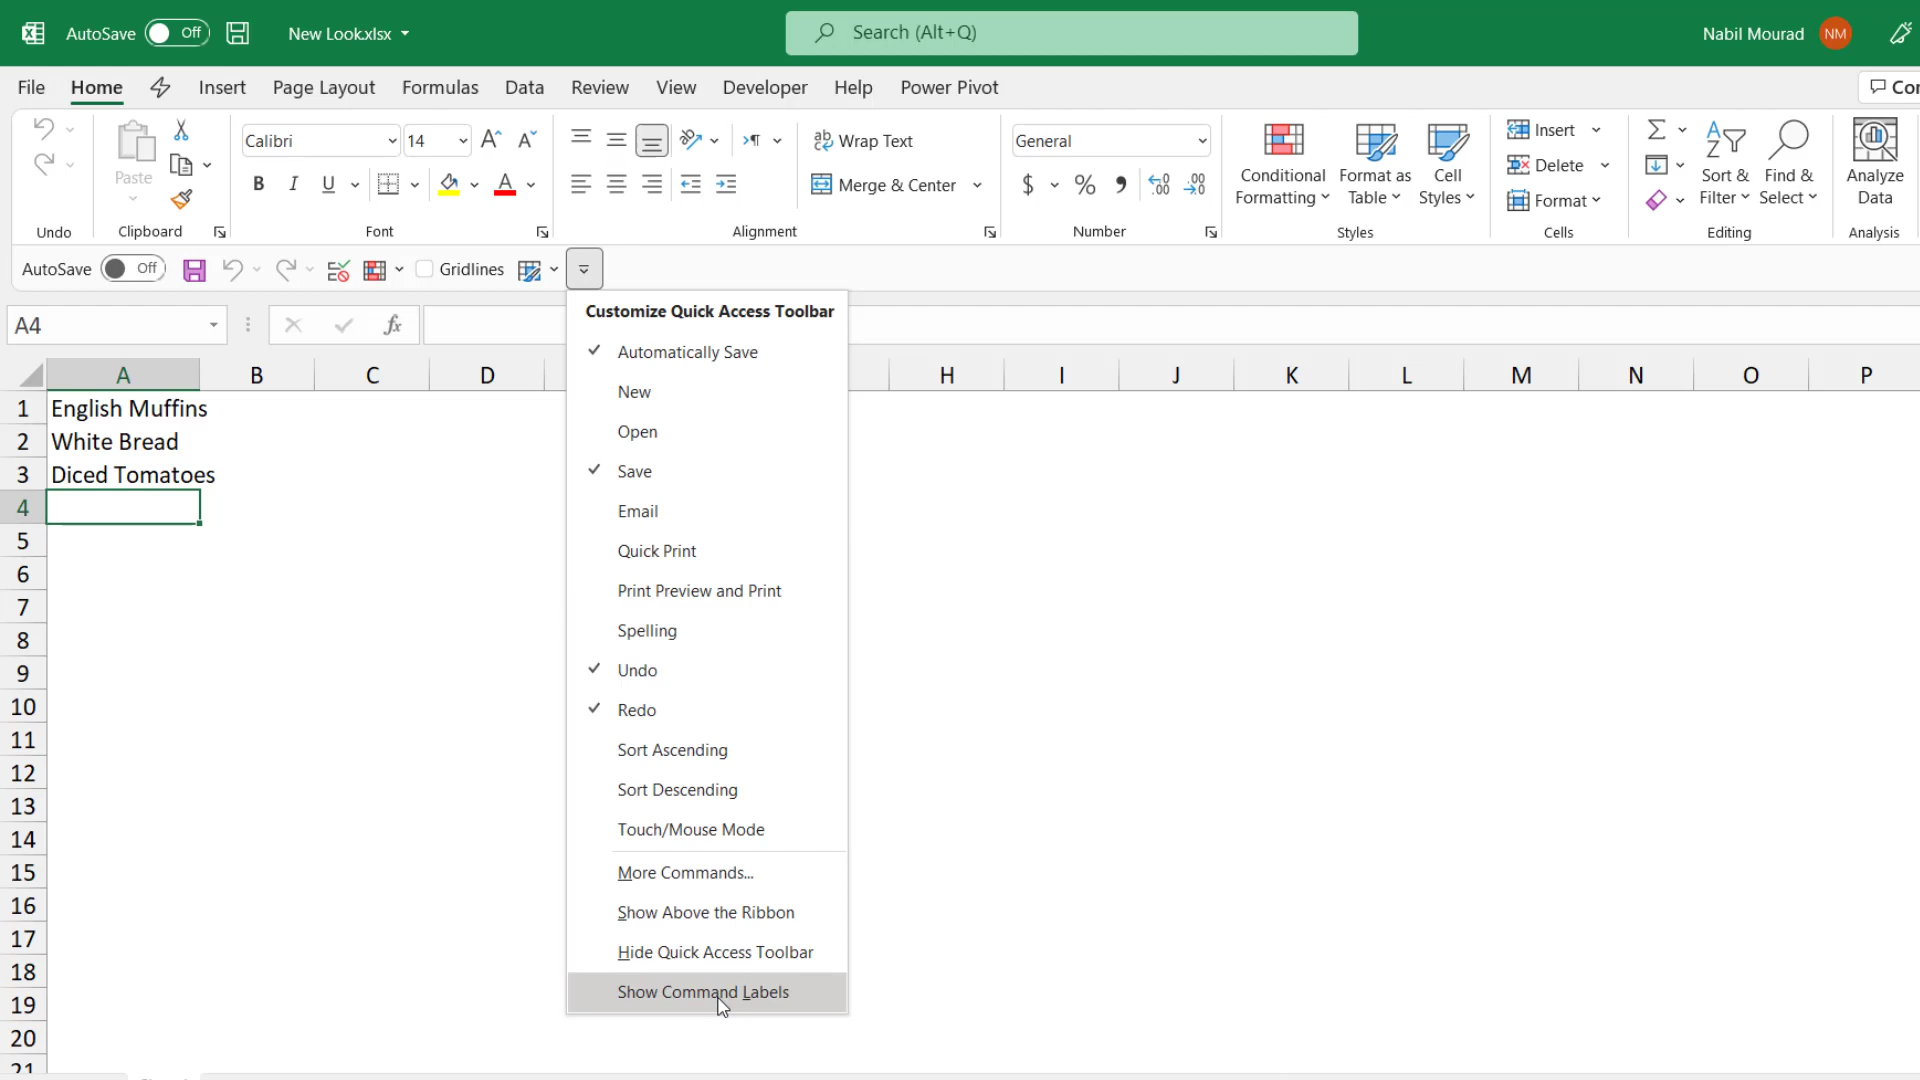 AutoSave Off New Look.xlsx Search (Alt+Q) Nabil Mourad NM
File Home Insert Page Layout Formulas Data Review View Developer Help Power Pivot
Calibri 14 A A ab Wrap Text General
Insert
Paste
Conditional Formatting
Format as Table
Cell Styles
Delete
Sort & Filter
Find & Select
Analyze Data
B I U A Merge & Center $ % , .00 .00
Format
Undo Clipboard Font Alignment Number Styles Cells Editing Analysis
AutoSave Off Gridlines
A4 fx
Customize Quick Access Toolbar
Automatically Save
New
Open
Save
Email
Quick Print
Print Preview and Print
Spelling
Undo
Redo
Sort Ascending
Sort Descending
Touch/Mouse Mode
More Commands...
Show Above the Ribbon
Hide Quick Access Toolbar
Show Command Labels
A B C D H I J K L M N O P
1 English Muffins
2 White Bread
3 Diced Tomatoes
4
5
6
7
8
9
10
11
12
13
14
15
16
17
18
19
20
21